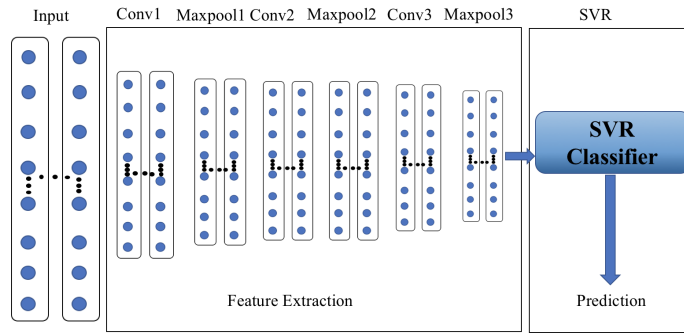 Input
Conv1
Maxpool1
Conv2
Maxpool2
Conv3
Maxpool3
SVR
SVR
Classifier
Feature Extraction
Prediction